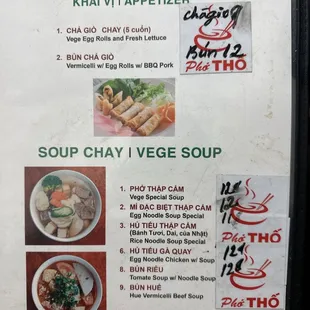 KHAI VỊ | APPETIZER
1. CHẢ GIÒ CHAY (5 cuốn)
Vege Egg Rolls and Fresh Lettuce
chảgiò 9
2. BÚN CHẢ GIÒ
Vermicelli w/ Egg Rolls w/ BBQ Pork
Bún 12
Phở THỐ
SOUP CHAY | VEGE SOUP
1. PHỞ THẬP CẨM
Vege Special Soup
2. MÌ ĐẶC BIỆT THẬP CẨM
Egg Noodle Soup Special
3. HỦ TIẾU THẬP CẨM
(Bánh Tươi, Dai, của Nhật)
Rice Noodle Soup Special
Phở THỐ
6. HỦ TIẾU GÀ QUAY
Egg Noodle Chicken w/ Soup
8. BÚN RIÊU
Tomato Soup w/ Noodle Soup
9. BÚN HUẾ
Hue Vermicelli Beef Soup
Phở THỐ